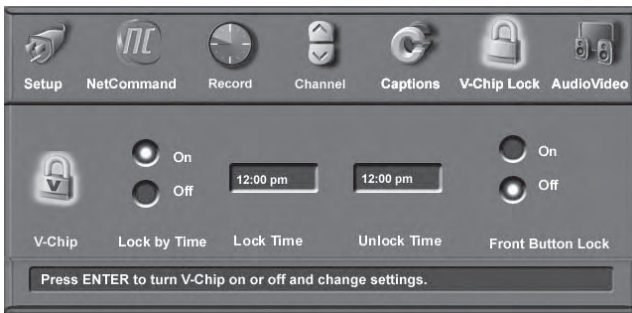 NC
Setup NetCommand Record Channel Captions V-Chip Lock AudioVideo
On
Off
12:00 pm
12:00 pm
On
Off
V
V-Chip Lock by Time Lock Time Unlock Time Front Button Lock
Press ENTER to turn V-Chip on or off and change settings.